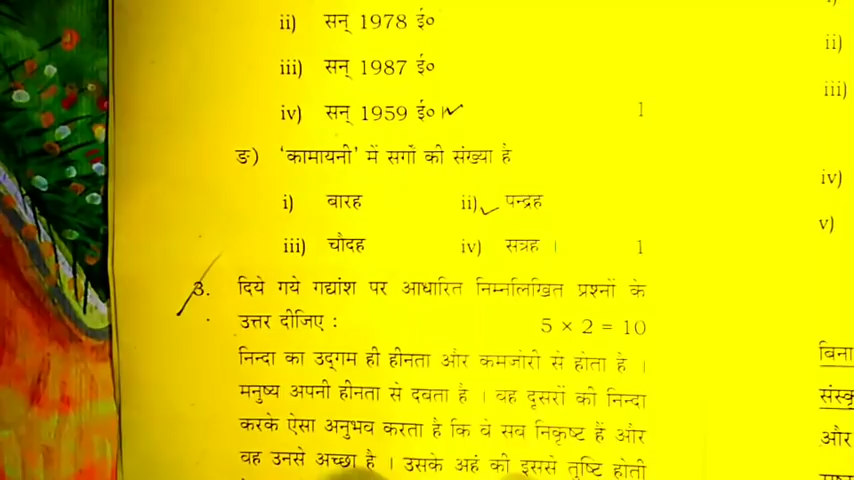 ii) सन् 1978 ई०
iii) सन् 1987 ई०
iv) सन् 1959 ई० । 1
ङ) 'कामायनी' में सर्गों की संख्या है
i) बारह ii) पन्द्रह
iii) चौदह iv) सत्रह । 1
3. दिये गये गद्यांश पर आधारित निम्नलिखित प्रश्नों के
उत्तर दीजिए : 5 × 2 = 10
निन्दा का उद्गम ही हीनता और कमजोरी से होता है ।
मनुष्य अपनी हीनता से दबता है । वह दूसरों की निन्दा
करके ऐसा अनुभव करता है कि वे सब निकृष्ट हैं और
वह उनसे अच्छा है । उसके अहं की इससे तुष्टि होती
ii)
iii)
iv)
v)
बिना
और